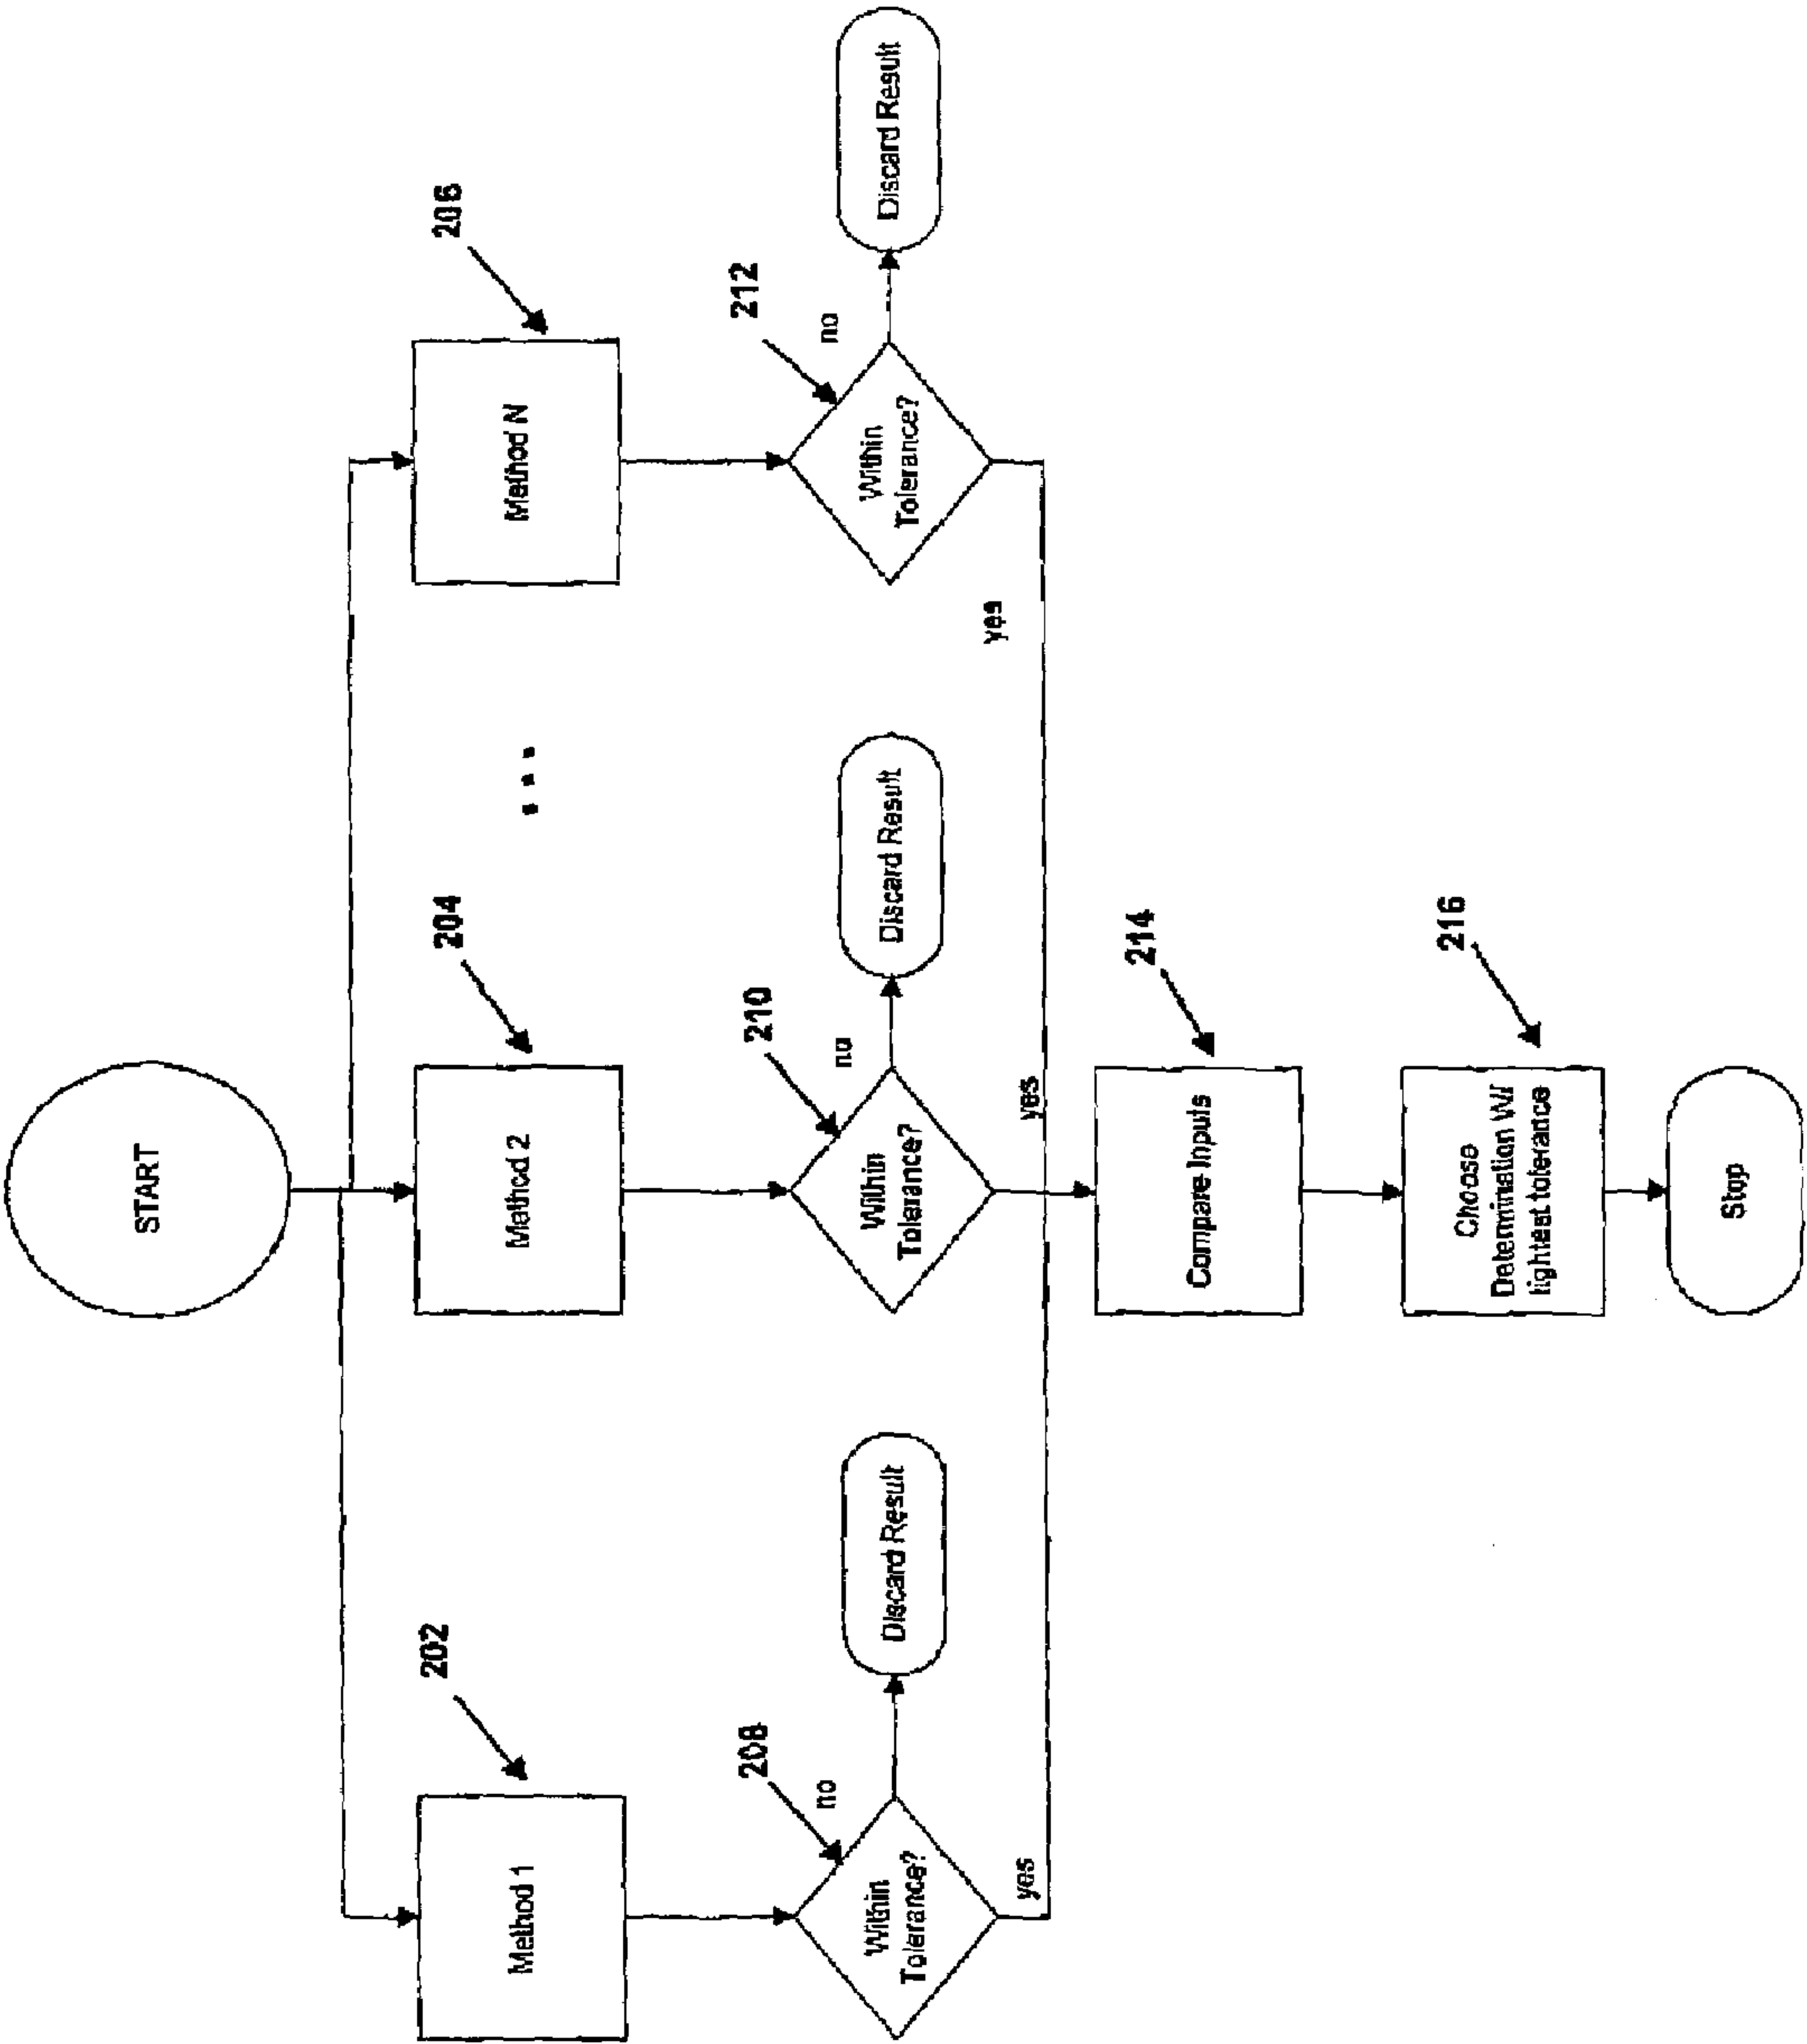 START
202
204
206
Method 1
Method 2
...
Method N
208
210
212
no
no
no
Within
Tolerance?
Discard Result
Within
Tolerance?
Discard Result
Within
Tolerance?
Discard Result
yes
yes
yes
214
Compare Inputs
216
Choose
Determination W/
tightest tolerance
Stop